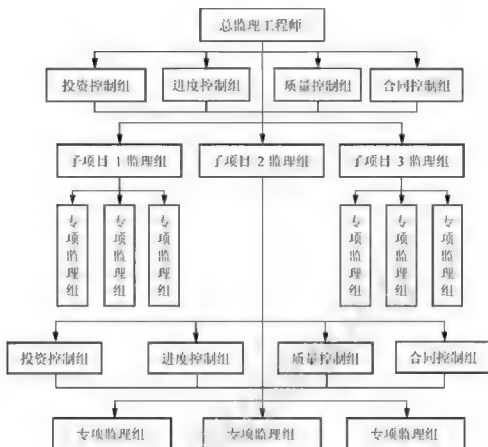 总监理工程师
投资控制组 进度控制组 质量控制组 合同控制组
子项目 1 监理组 子项目 2 监理组 子项目 3 监理组
专项监理组 专项监理组 专项监理组 专项监理组 专项监理组 专项监理组
投资控制组 进度控制组 质量控制组 合同控制组
专项监理组 专项监理组 专项监理组